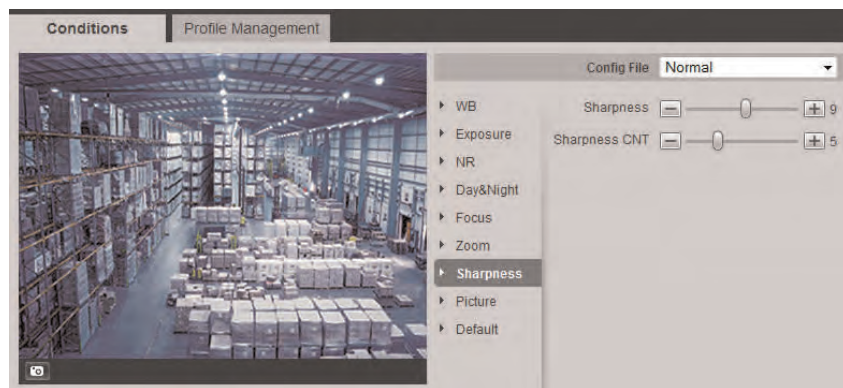 Conditions
Profile Management
Config File Normal
WB
Exposure
NR
Day&Night
Focus
Zoom
Sharpness
Picture
Default
Sharpness 9
Sharpness CNT 5